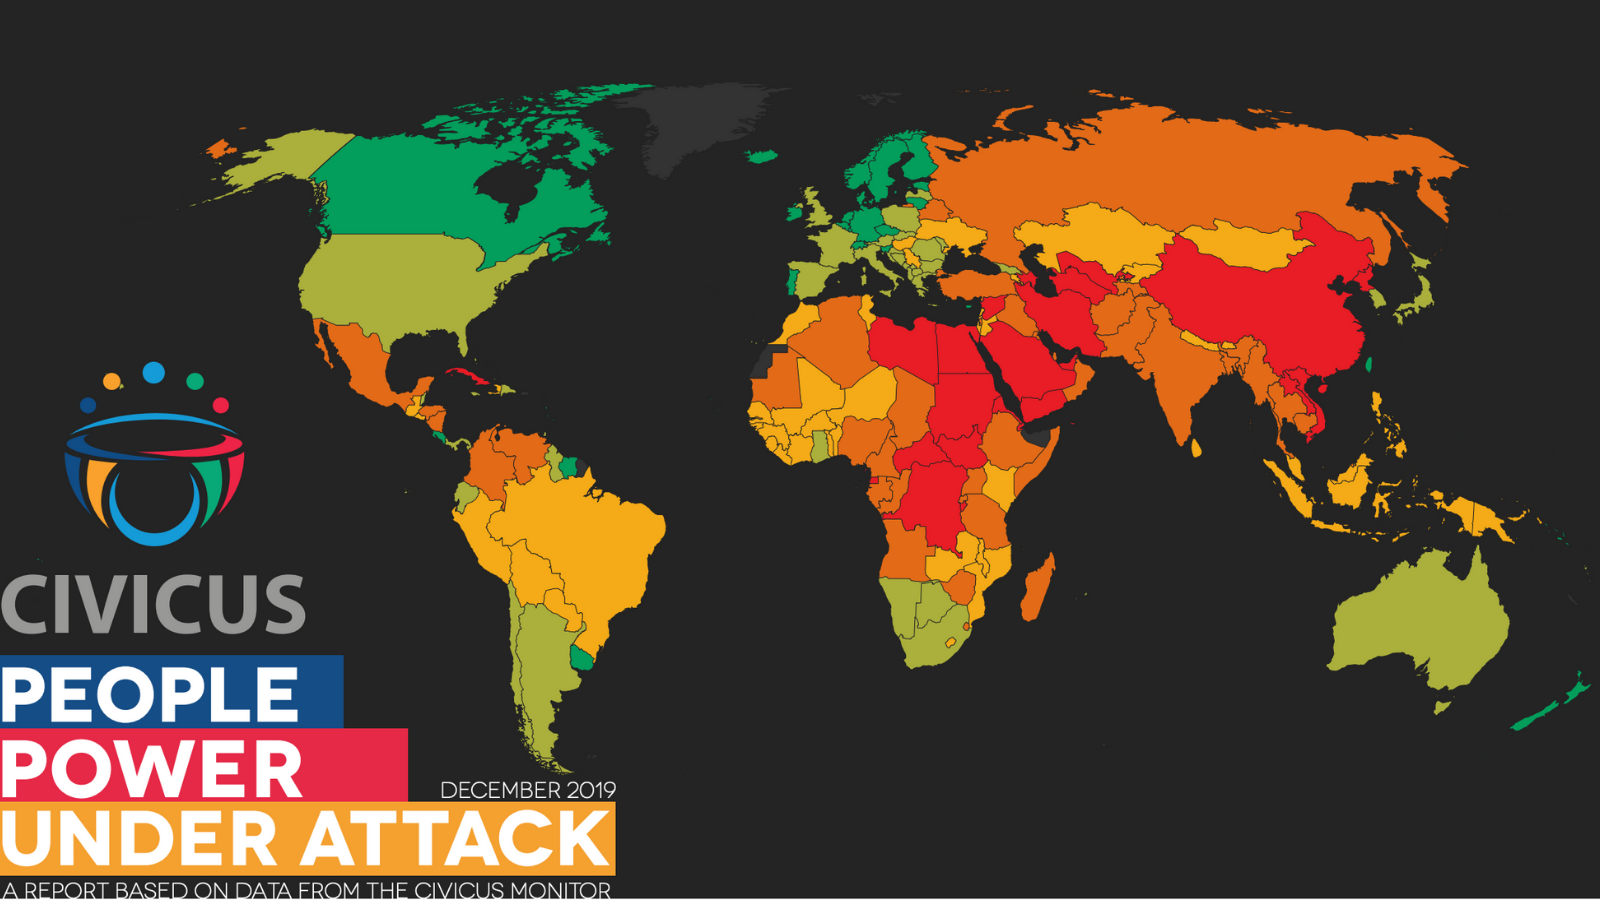 CIVICUS
PEOPLE
POWER
DECEMBER 2019
UNDER ATTACK
A REPORT BASED ON DATA FROM THE CIVICUS MONITOR